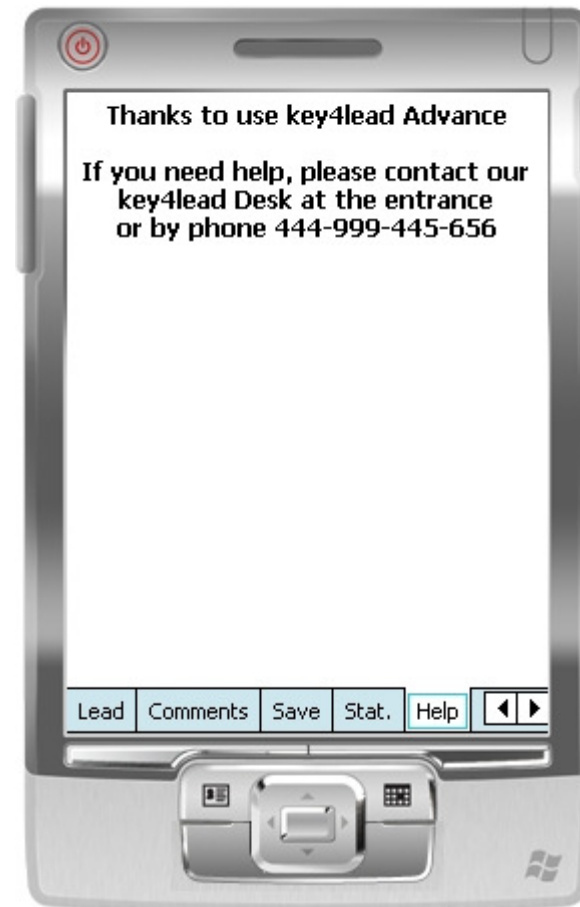 Thanks to use key4lead Advance
If you need help, please contact our
key4lead Desk at the entrance
or by phone 444-999-445-656
Lead Comments Save Stat. Help